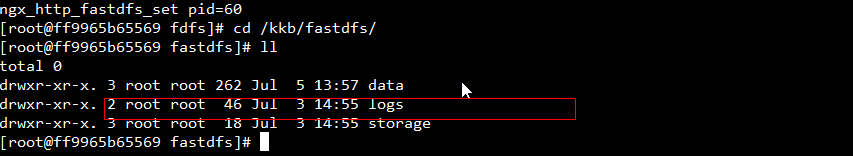 ngx_http_fastdfs_set pid=60
[root@ff9965b65569 fdfs]# cd /kkb/fastdfs/
[root@ff9965b65569 fastdfs]# ll
total 0
drwxr-xr-x. 3 root root 262 Jul  5 13:57 data
drwxr-xr-x. 2 root root  46 Jul  3 14:55 logs
drwxr-xr-x. 3 root root  18 Jul  3 14:55 storage
[root@ff9965b65569 fastdfs]#